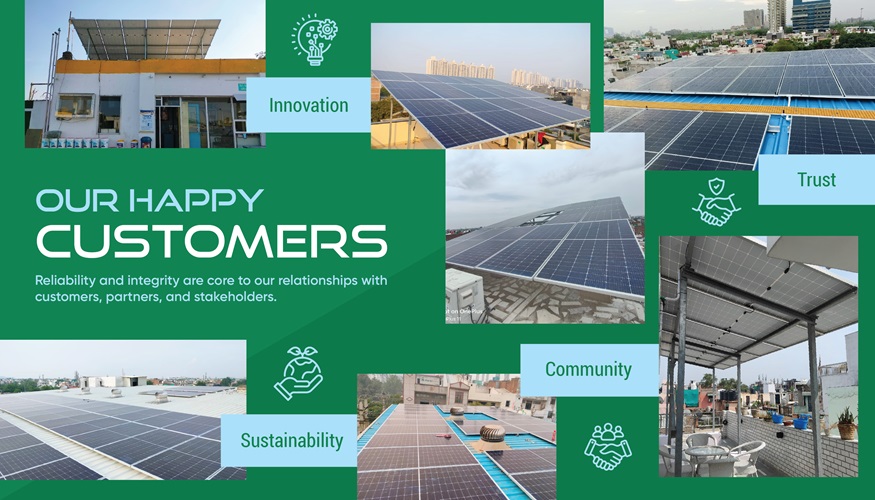 Innovation
Trust
OUR HAPPY
CUSTOMERS
Reliability and integrity are core to our relationships with
customers, partners, and stakeholders.
Community
Sustainability